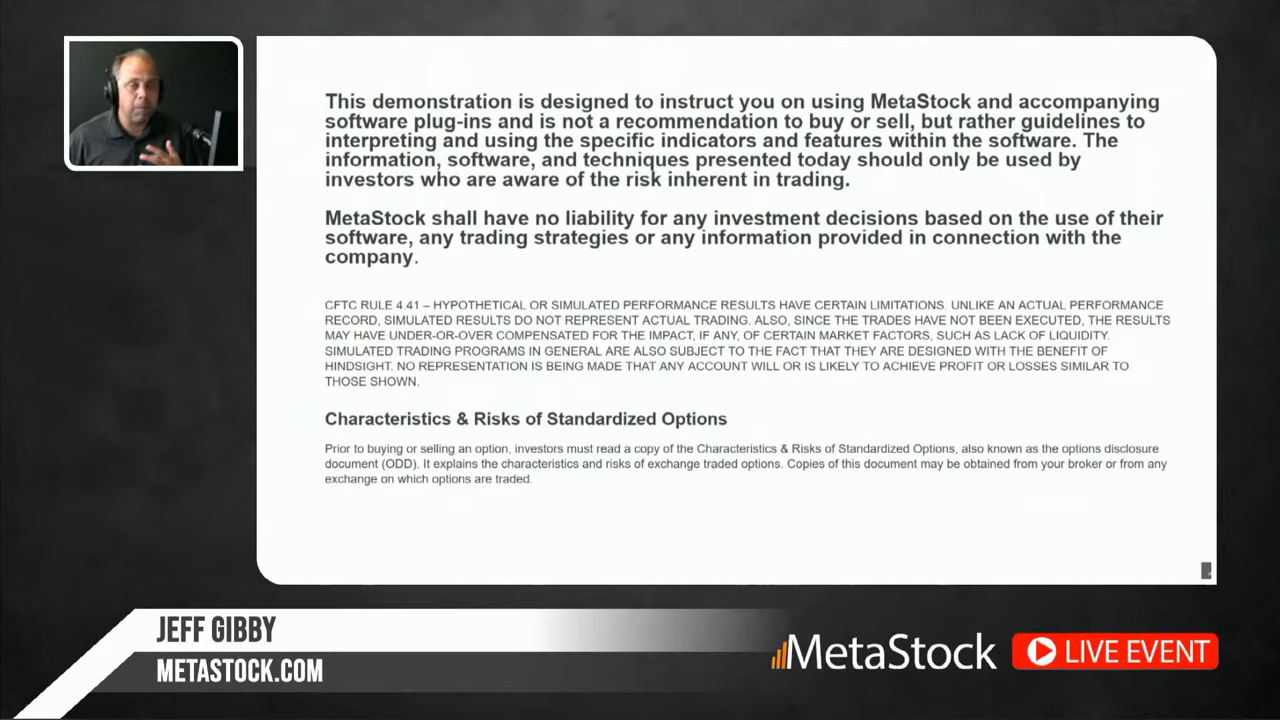 This demonstration is designed to instruct you on using MetaStock and accompanying
software plug-ins and is not a recommendation to buy or sell, but rather guidelines to
interpreting and using the specific indicators and features within the software. The
information, software, and techniques presented today should only be used by
investors who are aware of the risk inherent in trading.
MetaStock shall have no liability for any investment decisions based on the use of their
software, any trading strategies or any information provided in connection with the
company.
CFTC RULE 4.41 – HYPOTHETICAL OR SIMULATED PERFORMANCE RESULTS HAVE CERTAIN LIMITATIONS. UNLIKE AN ACTUAL PERFORMANCE
RECORD, SIMULATED RESULTS DO NOT REPRESENT ACTUAL TRADING. ALSO, SINCE THE TRADES HAVE NOT BEEN EXECUTED, THE RESULTS
MAY HAVE UNDER-OR-OVER COMPENSATED FOR THE IMPACT, IF ANY, OF CERTAIN MARKET FACTORS, SUCH AS LACK OF LIQUIDITY.
SIMULATED TRADING PROGRAMS IN GENERAL ARE ALSO SUBJECT TO THE FACT THAT THEY ARE DESIGNED WITH THE BENEFIT OF
HINDSIGHT. NO REPRESENTATION IS BEING MADE THAT ANY ACCOUNT WILL OR IS LIKELY TO ACHIEVE PROFIT OR LOSSES SIMILAR TO
THOSE SHOWN.
Characteristics & Risks of Standardized Options
Prior to buying or selling an option, investors must read a copy of the Characteristics & Risks of Standardized Options, also known as the options disclosure
document (ODD). It explains the characteristics and risks of exchange traded options. Copies of this document may be obtained from your broker or from any
exchange on which options are traded.
JEFF GIBBY
METASTOCK.COM
MetaStock
LIVE EVENT